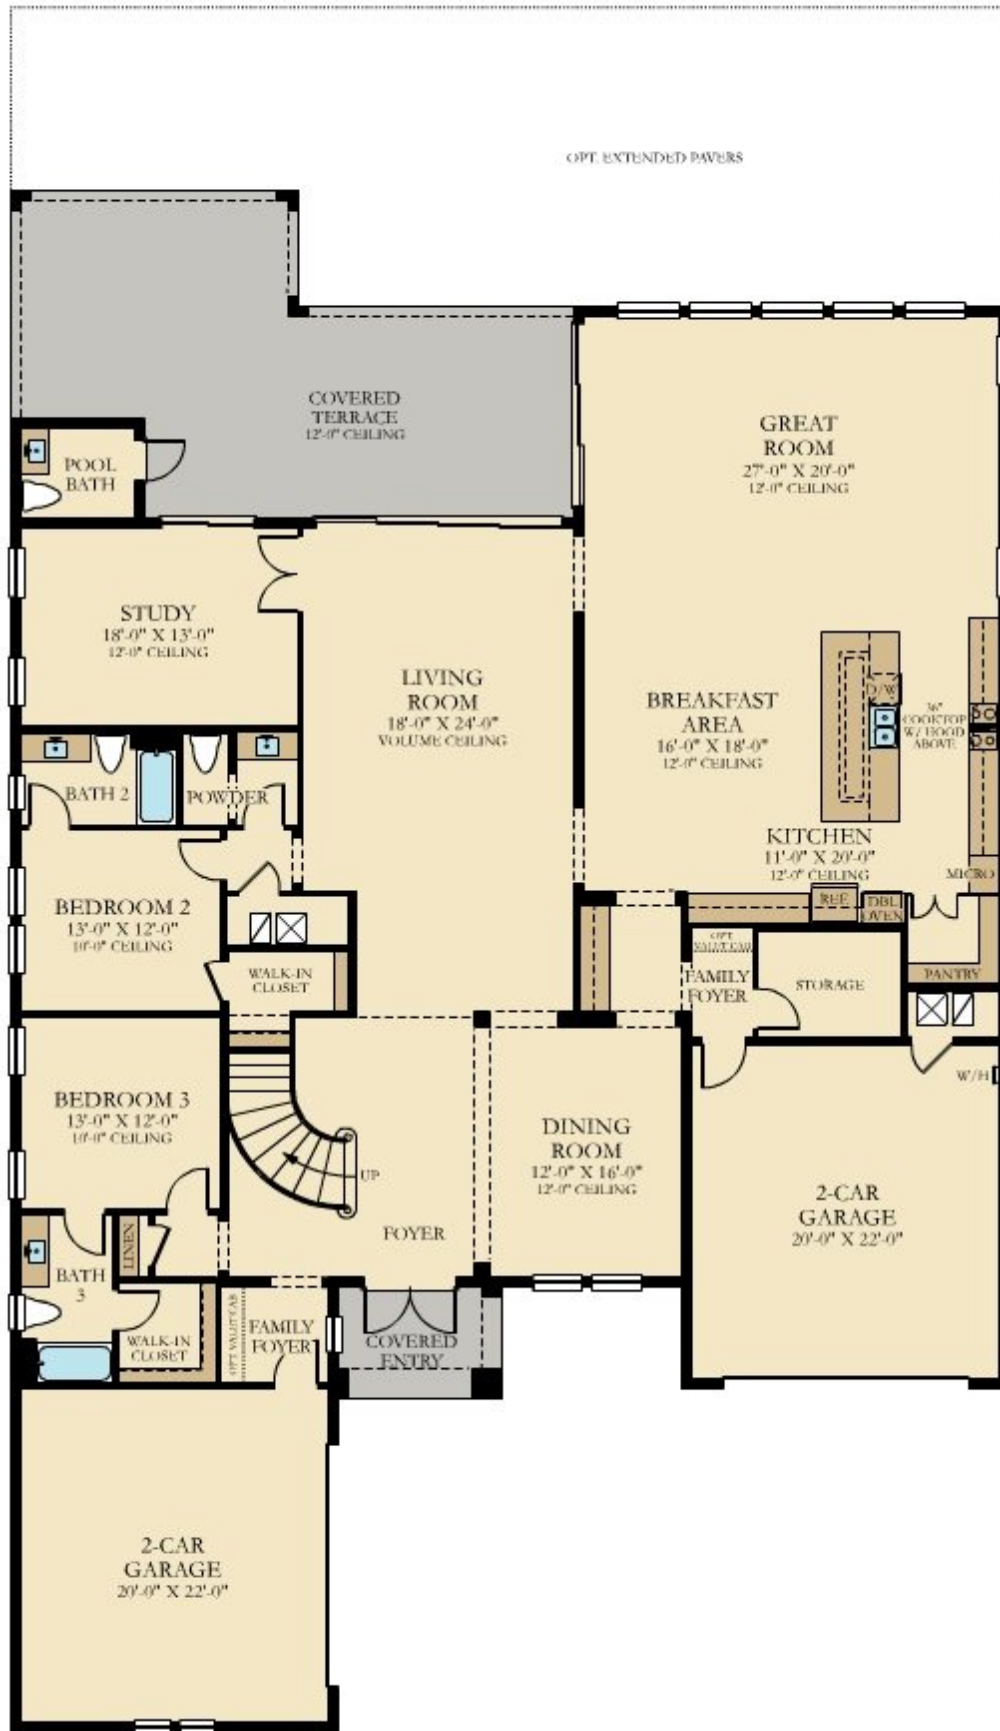 OPT. EXTENDED PAVERS
COVERED
TERRACE
12'-0" CEILING
GREAT
ROOM
27'-0" X 20'-0"
12'-0" CEILING
POOL
BATH
STUDY
18'-0" X 13'-0"
12'-0" CEILING
LIVING
ROOM
18'-0" X 24'-0"
VOLUME CEILING
BREAKFAST
AREA
16'-0" X 18'-0"
12'-0" CEILING
D/W
36"
COOKTOP
W/ HOOD
ABOVE
BATH 2
POWDER
KITCHEN
11'-0" X 20'-0"
12'-0" CEILING
MICRO
REF
DBL
OVEN
BEDROOM 2
13'-0" X 12'-0"
10'-0" CEILING
WALK-IN
CLOSET
OPT.
VALUT CAB
FAMILY
FOYER
STORAGE
PANTRY
W/H
BEDROOM 3
13'-0" X 12'-0"
10'-0" CEILING
UP
DINING
ROOM
12'-0" X 16'-0"
12'-0" CEILING
2-CAR
GARAGE
20'-0" X 22'-0"
FOYER
LINEN
BATH
3
WALK-IN
CLOSET
OPT VALUT CAB
FAMILY
FOYER
COVERED
ENTRY
2-CAR
GARAGE
20'-0" X 22'-0"